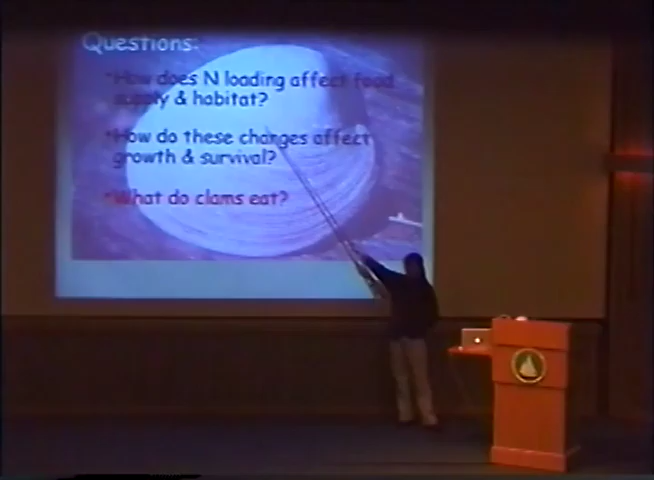 Questions:
•How does N loading affect food
supply & habitat?
•How do these changes affect
growth & survival?
•What do clams eat?